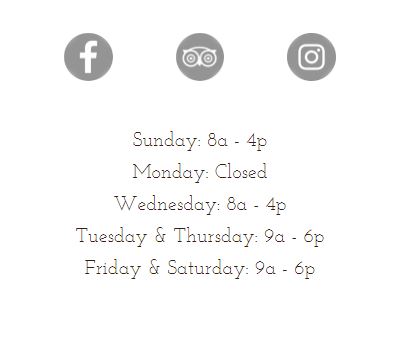 Sunday: 8a - 4p
Monday: Closed
Wednesday: 8a - 4p
Tuesday & Thursday: 9a - 6p
Friday & Saturday: 9a - 6p